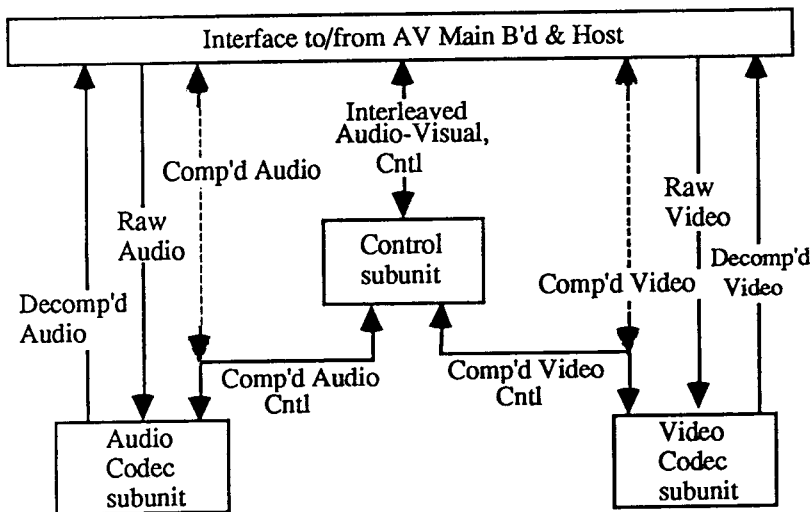 Interface to/from AV Main B'd & Host
Interleaved
Audio-Visual,
Cntl
Comp'd Audio
Raw
Audio
Decomp'd
Audio
Control
subunit
Raw
Video
Comp'd Video
Decomp'd
Video
Comp'd Audio
Cntl
Comp'd Video
Cntl
Audio
Codec
subunit
Video
Codec
subunit